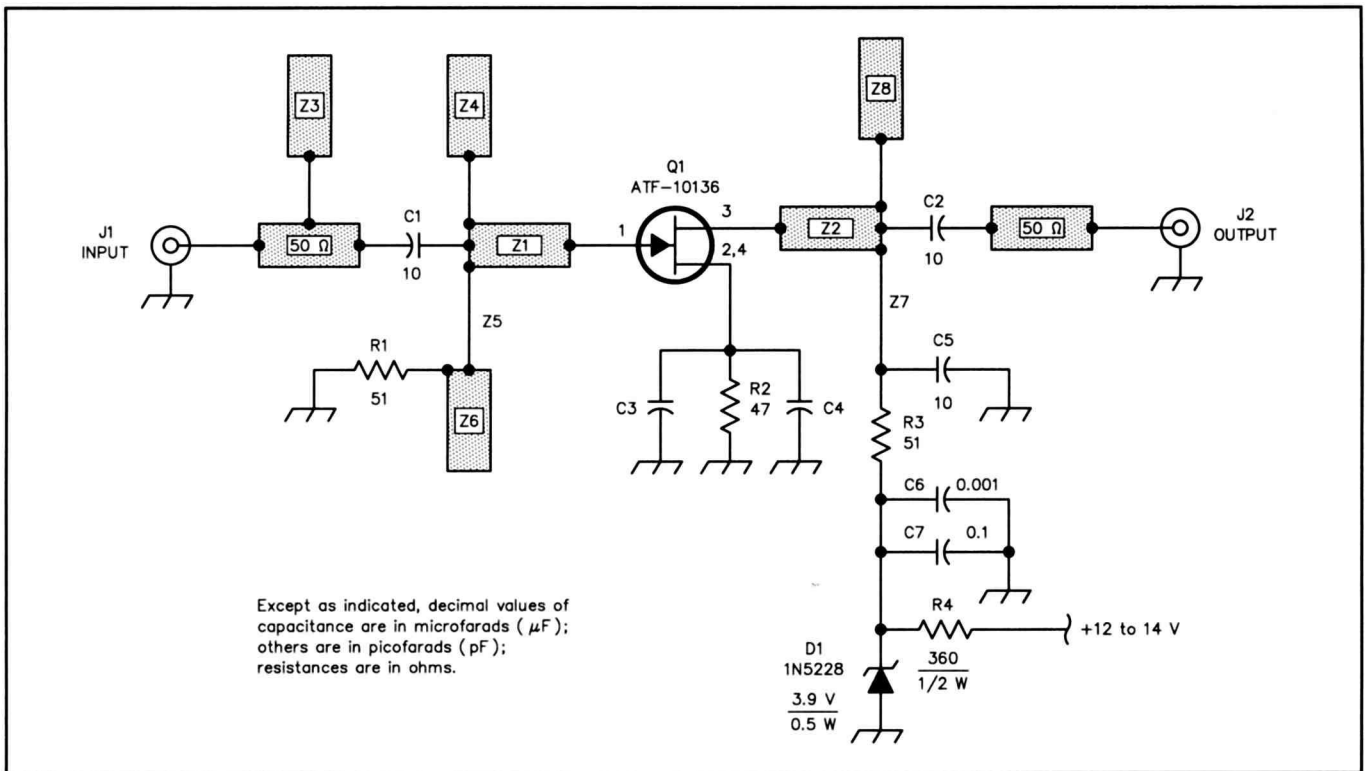 Z3
Z4
Z8
Q1
ATF-10136
J1
INPUT
50 Ω
C1
10
Z1
1
3
2,4
Z2
C2
10
50 Ω
J2
OUTPUT
Z5
Z7
R1
51
Z6
C3
R2
47
C4
C5
10
R3
51
C6 0.001
C7 0.1
R4
+12 to 14 V
360
1/2 W
D1
1N5228
3.9 V
0.5 W
Except as indicated, decimal values of
capacitance are in microfarads ( μF);
others are in picofarads ( pF);
resistances are in ohms.